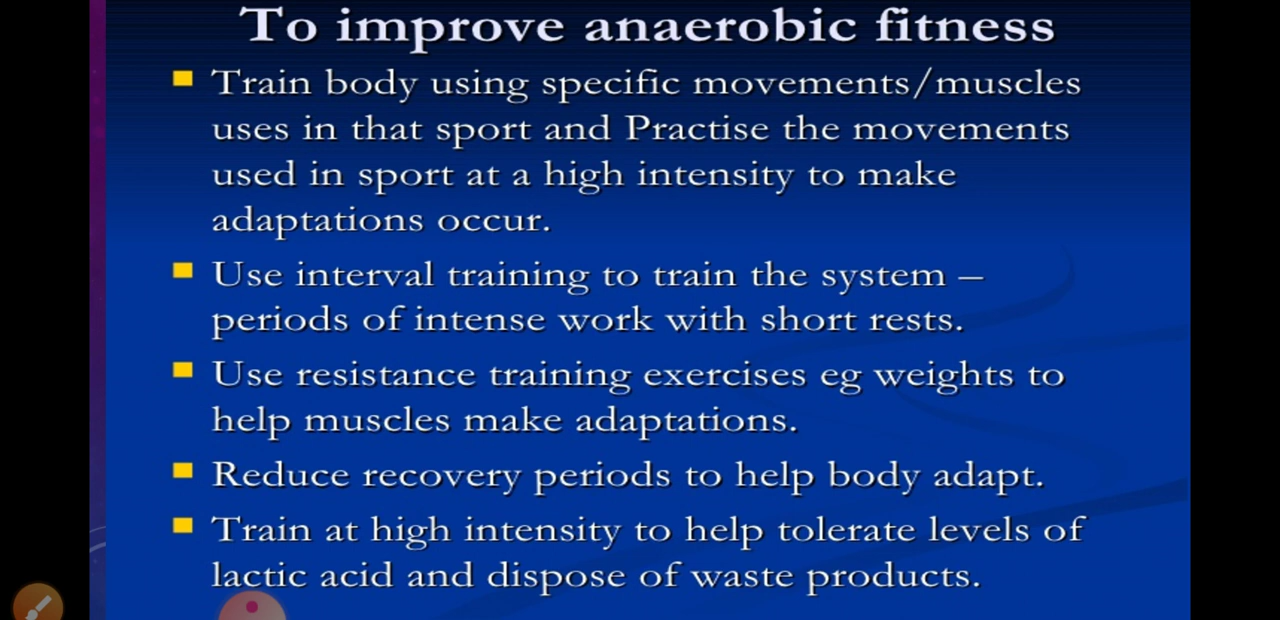 To improve anaerobic fitness
Train body using specific movements/muscles
uses in that sport and Practise the movements
used in sport at a high intensity to make
adaptations occur.
Use interval training to train the system –
periods of intense work with short rests.
Use resistance training exercises eg weights to
help muscles make adaptations.
Reduce recovery periods to help body adapt.
Train at high intensity to help tolerate levels of
lactic acid and dispose of waste products.